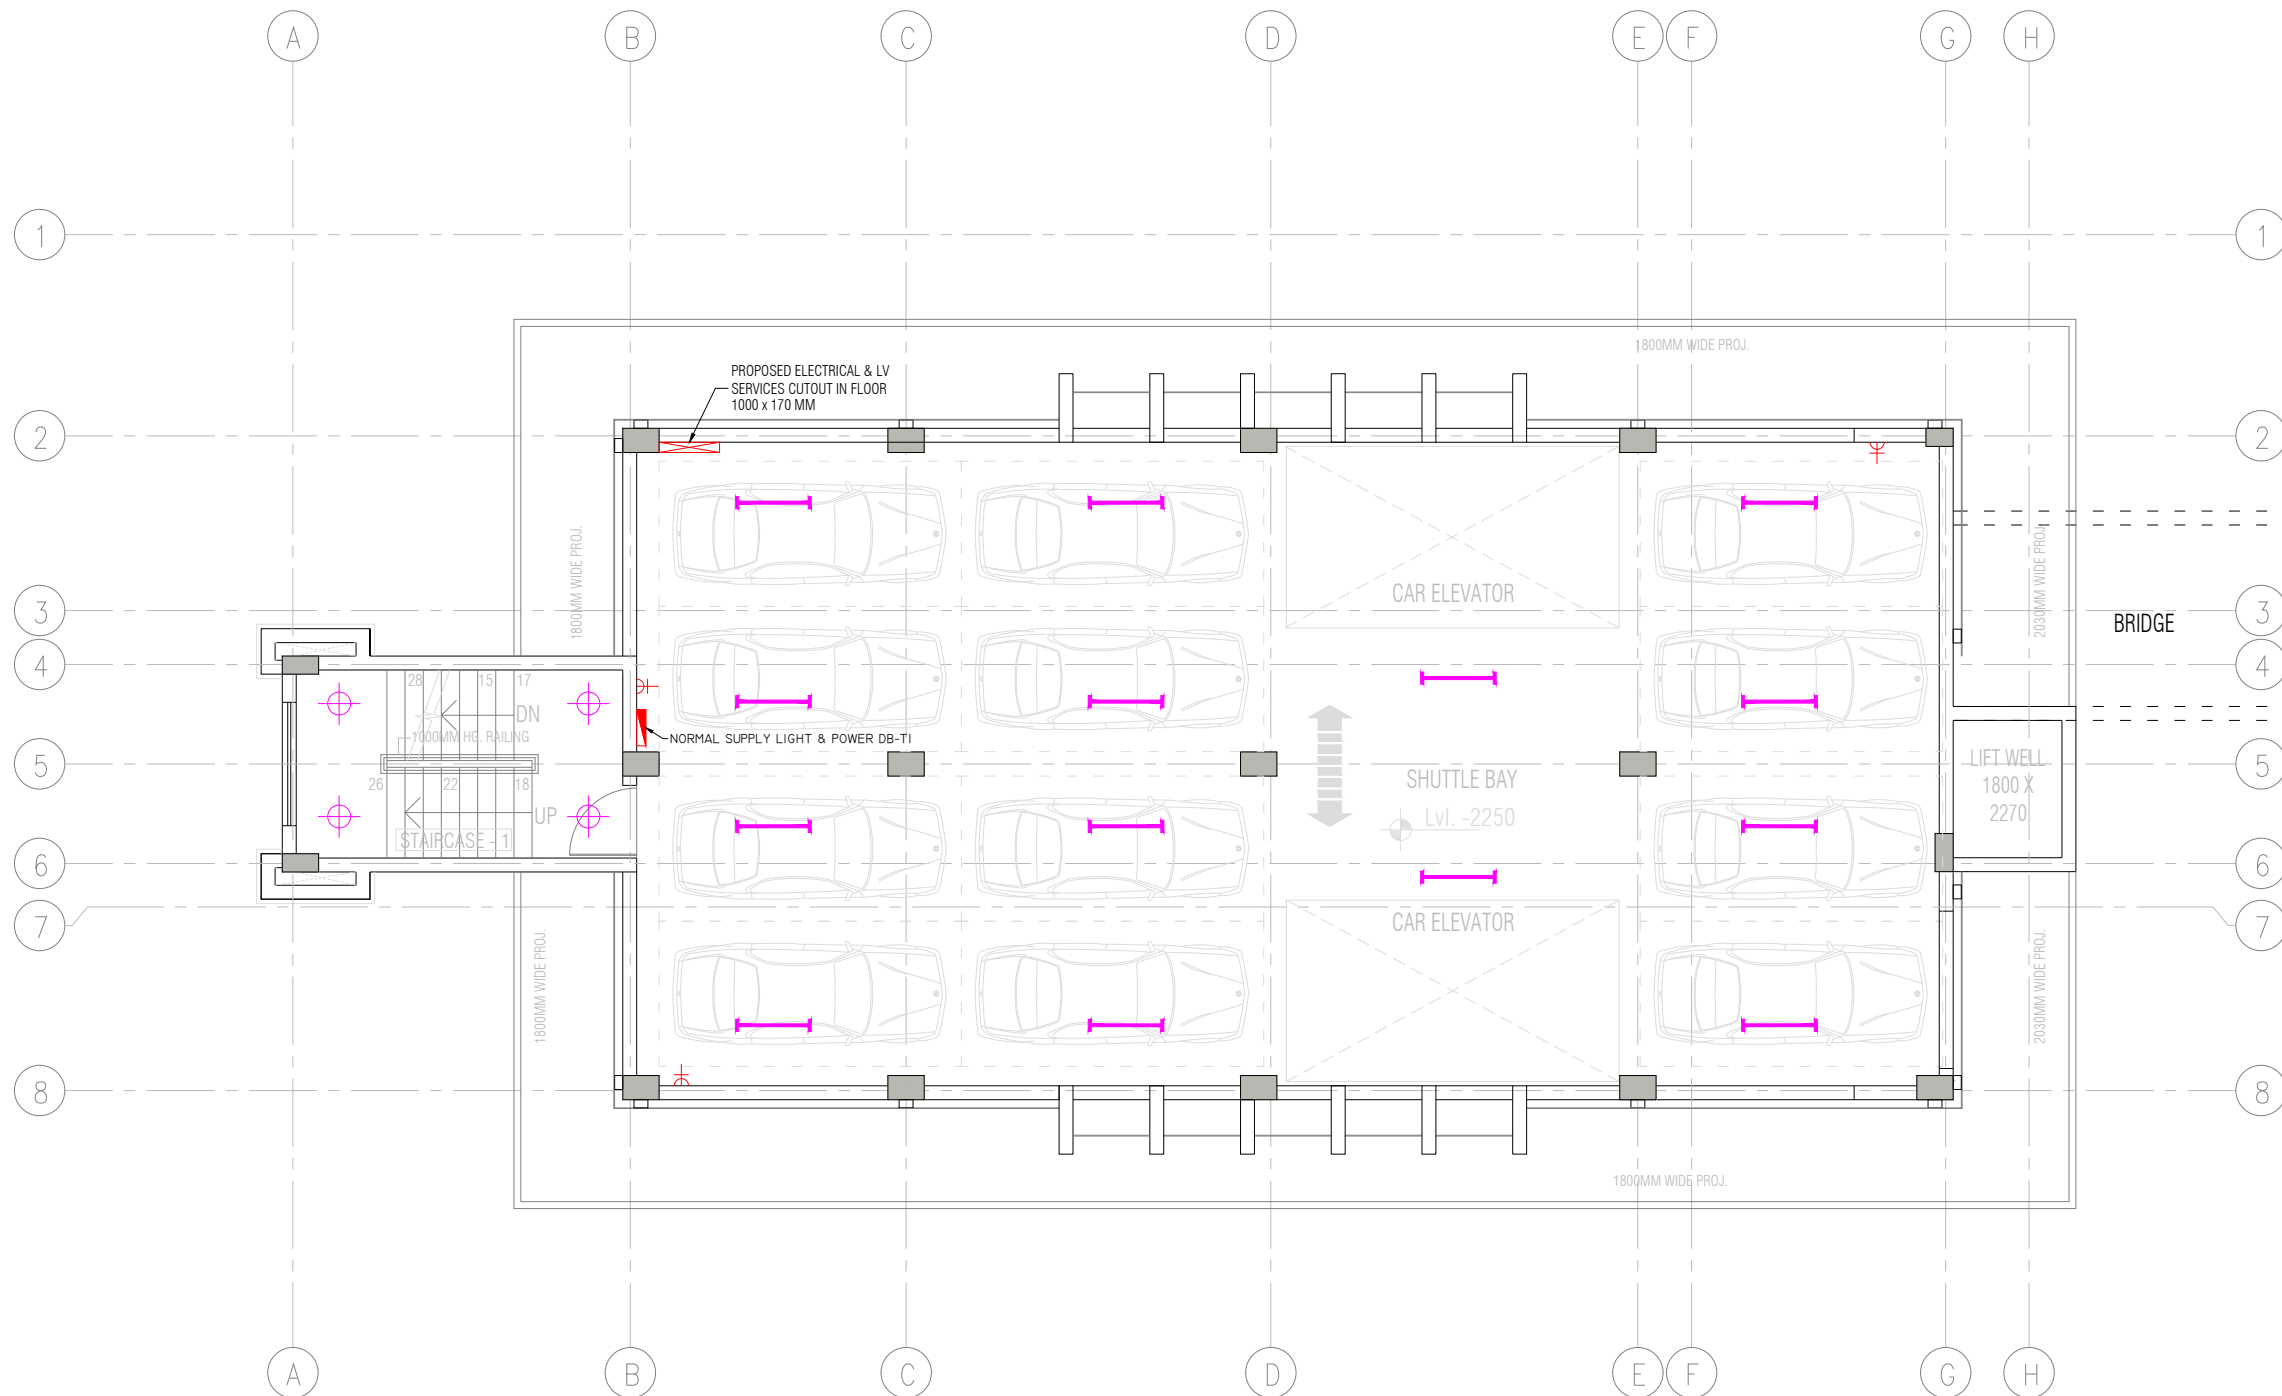 A B C D E F G H
1 1
1800MM WIDE PROJ.
PROPOSED ELECTRICAL & LV
SERVICES CUTOUT IN FLOOR
1000 x 170 MM
2 2
1800MM WIDE PROJ.
2030MM WIDE PROJ.
CAR ELEVATOR
3 3
BRIDGE
4 4
28 15 17
DN
1000MM HG. RAILING
NORMAL SUPPLY LIGHT & POWER DB-T1
5 5
LIFT WELL
1800 X
2270
26 22 18
SHUTTLE BAY
Lvl. -2250
UP
STAIRCASE - 1
6 6
7 7
CAR ELEVATOR
1800MM WIDE PROJ.
2030MM WIDE PROJ.
8 8
1800MM WIDE PROJ.
A B C D E F G H